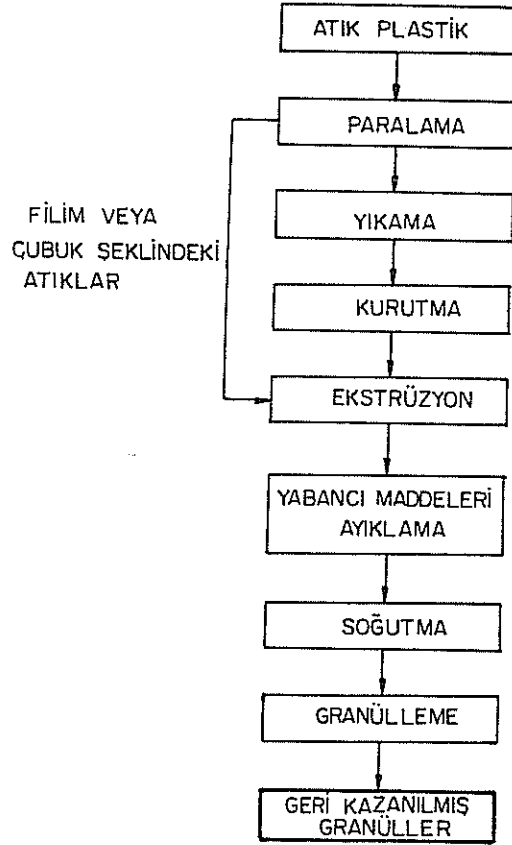 ATIK PLASTİK
PARALAMA
YIKAMA
FİLİM VEYA
ÇUBUK ŞEKLİNDEKİ
ATIKLAR
KURUTMA
EKSTRÜZYON
YABANCI MADDELERİ
AYIKLAMA
SOĞUTMA
GRANÜLLEME
GERİ KAZANILMIŞ
GRANÜLLER